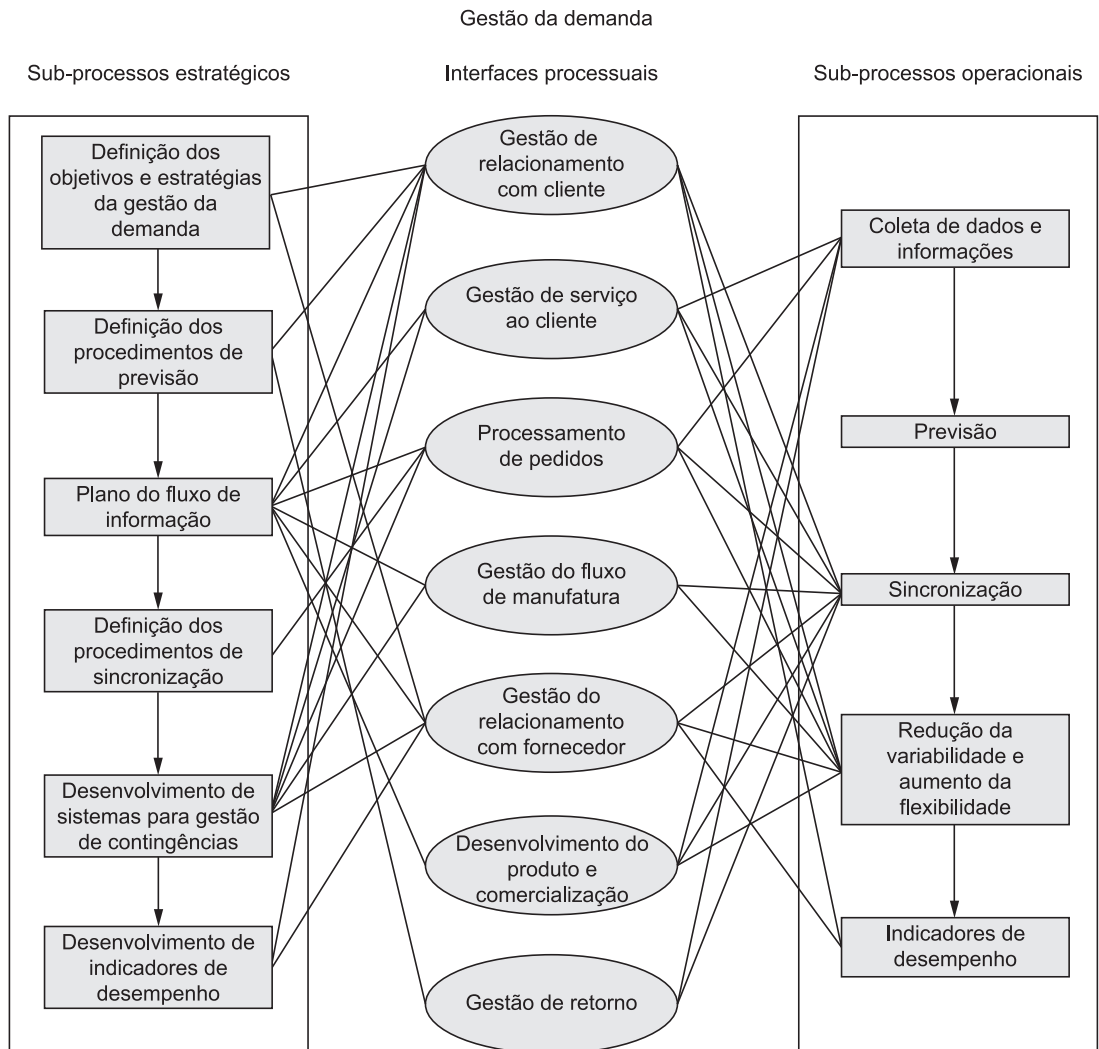 Gestão da demanda
Sub-processos estratégicos
Interfaces processuais
Sub-processos operacionais
Definição dos
objetivos e estratégias
da gestão da
demanda
Definição dos
procedimentos de
previsão
Plano do fluxo de
informação
Definição dos
procedimentos de
sincronização
Desenvolvimento de
sistemas para gestão
de contingências
Desenvolvimento de
indicadores de
desempenho
Gestão de
relacionamento
com cliente
Gestão de serviço
ao cliente
Processamento
de pedidos
Gestão do fluxo
de manufatura
Gestão do
relacionamento
com fornecedor
Desenvolvimento do
produto e
comercialização
Gestão de retorno
Coleta de dados e
informações
Previsão
Sincronização
Redução da
variabilidade e
aumento da
flexibilidade
Indicadores de
desempenho